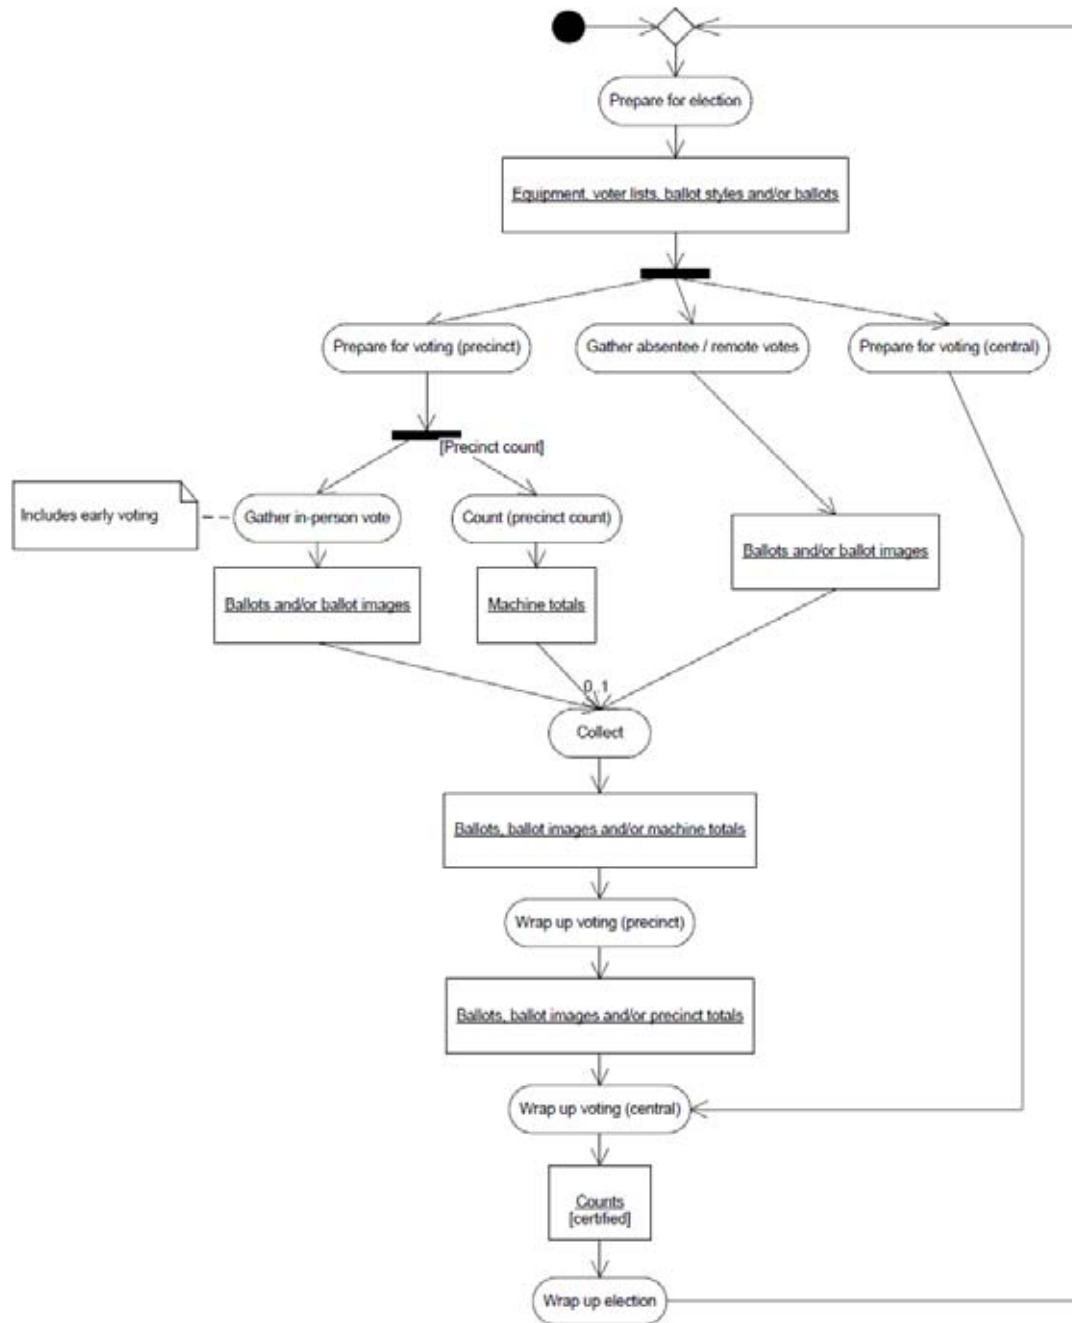 Prepare for election
Equipment, voter lists, ballot styles and/or ballots
Prepare for voting (precinct)
Gather absentee / remote votes
Prepare for voting (central)
[Precinct count]
Includes early voting
Gather in-person vote
Count (precinct count)
Ballots and/or ballot images
Ballots and/or ballot images
Machine totals
0..1
Collect
Ballots, ballot images and/or machine totals
Wrap up voting (precinct)
Ballots, ballot images and/or precinct totals
Wrap up voting (central)
Counts
[certified]
Wrap up election